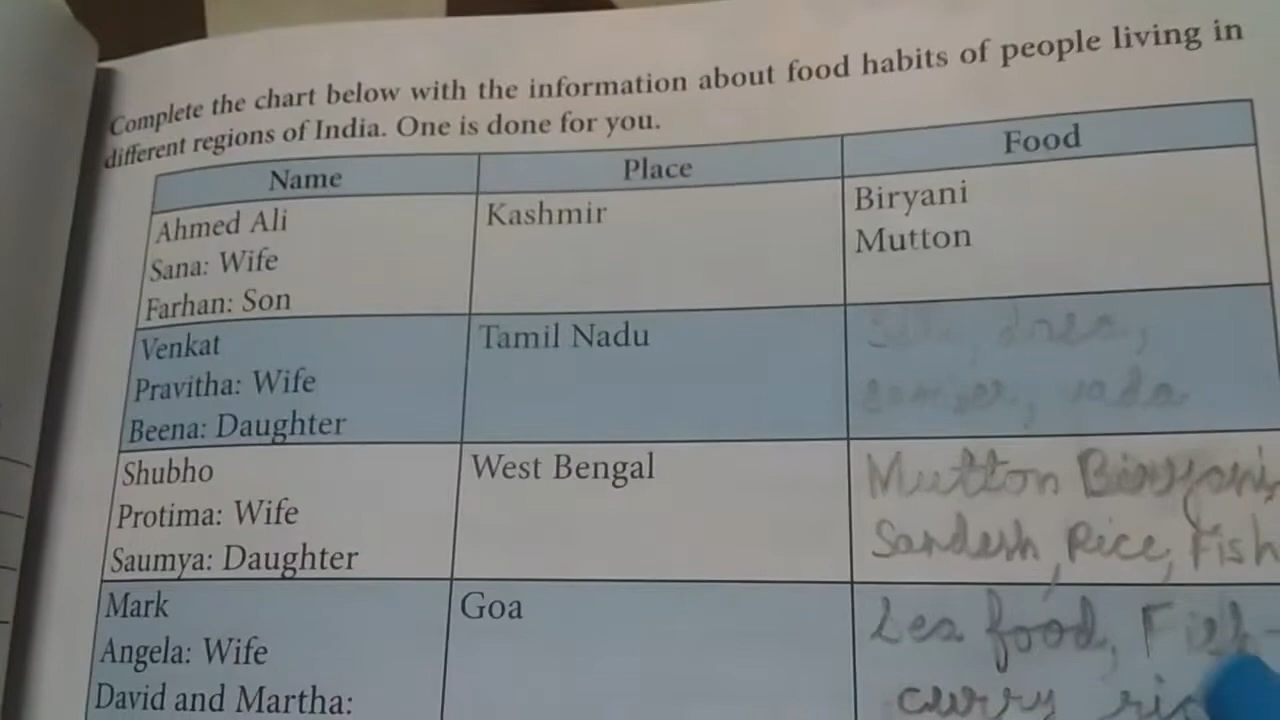 Complete the chart below with the information about food habits of people living in
different regions of India. One is done for you.
Name Place Food
Ahmed Ali Kashmir Biryani
Sana: Wife Mutton
Farhan: Son
Venkat Tamil Nadu
Pravitha: Wife vada
Beena: Daughter
Shubho West Bengal Mutton Biryani
Protima: Wife Sandesh, Rice, Fish
Saumya: Daughter
Mark Goa food, Fish
Angela: Wife curry
David and Martha: